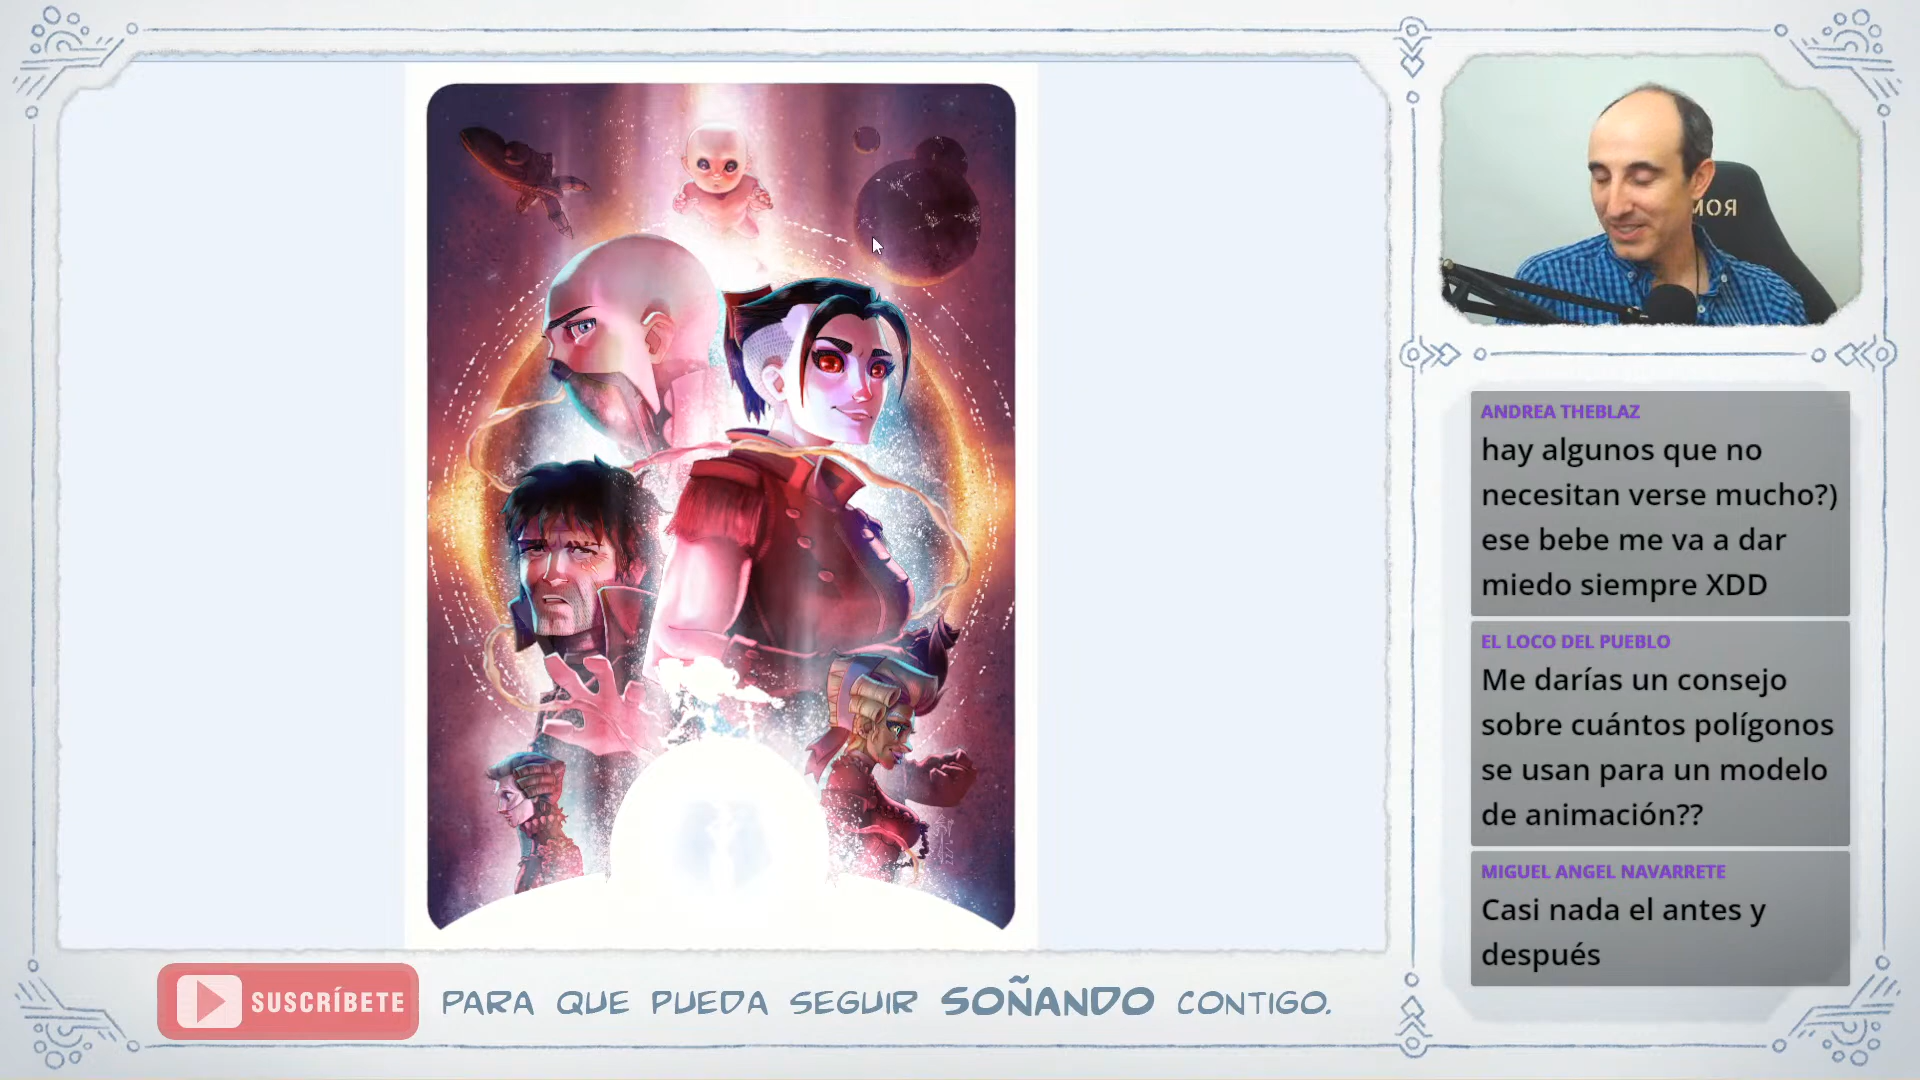 ROM
ANDREA THEBLAZ
hay algunos que no
necesitan verse mucho?)
ese bebe me va a dar
miedo siempre XDD
EL LOCO DEL PUEBLO
Me darías un consejo
sobre cuántos polígonos
se usan para un modelo
de animación??
MIGUEL ANGEL NAVARRETE
Casi nada el antes y
después
SUSCRÍBETE PARA QUE PUEDA SEGUIR SOÑANDO CONTIGO.